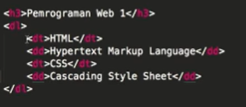 <h3>Pemrograman Web 1</h3>
<dl>
<dt>HTML</dt>
<dd>Hypertext Markup Language</dd>
<dt>CSS</dt>
<dd>Cascading Style Sheet</dd>
</dl>